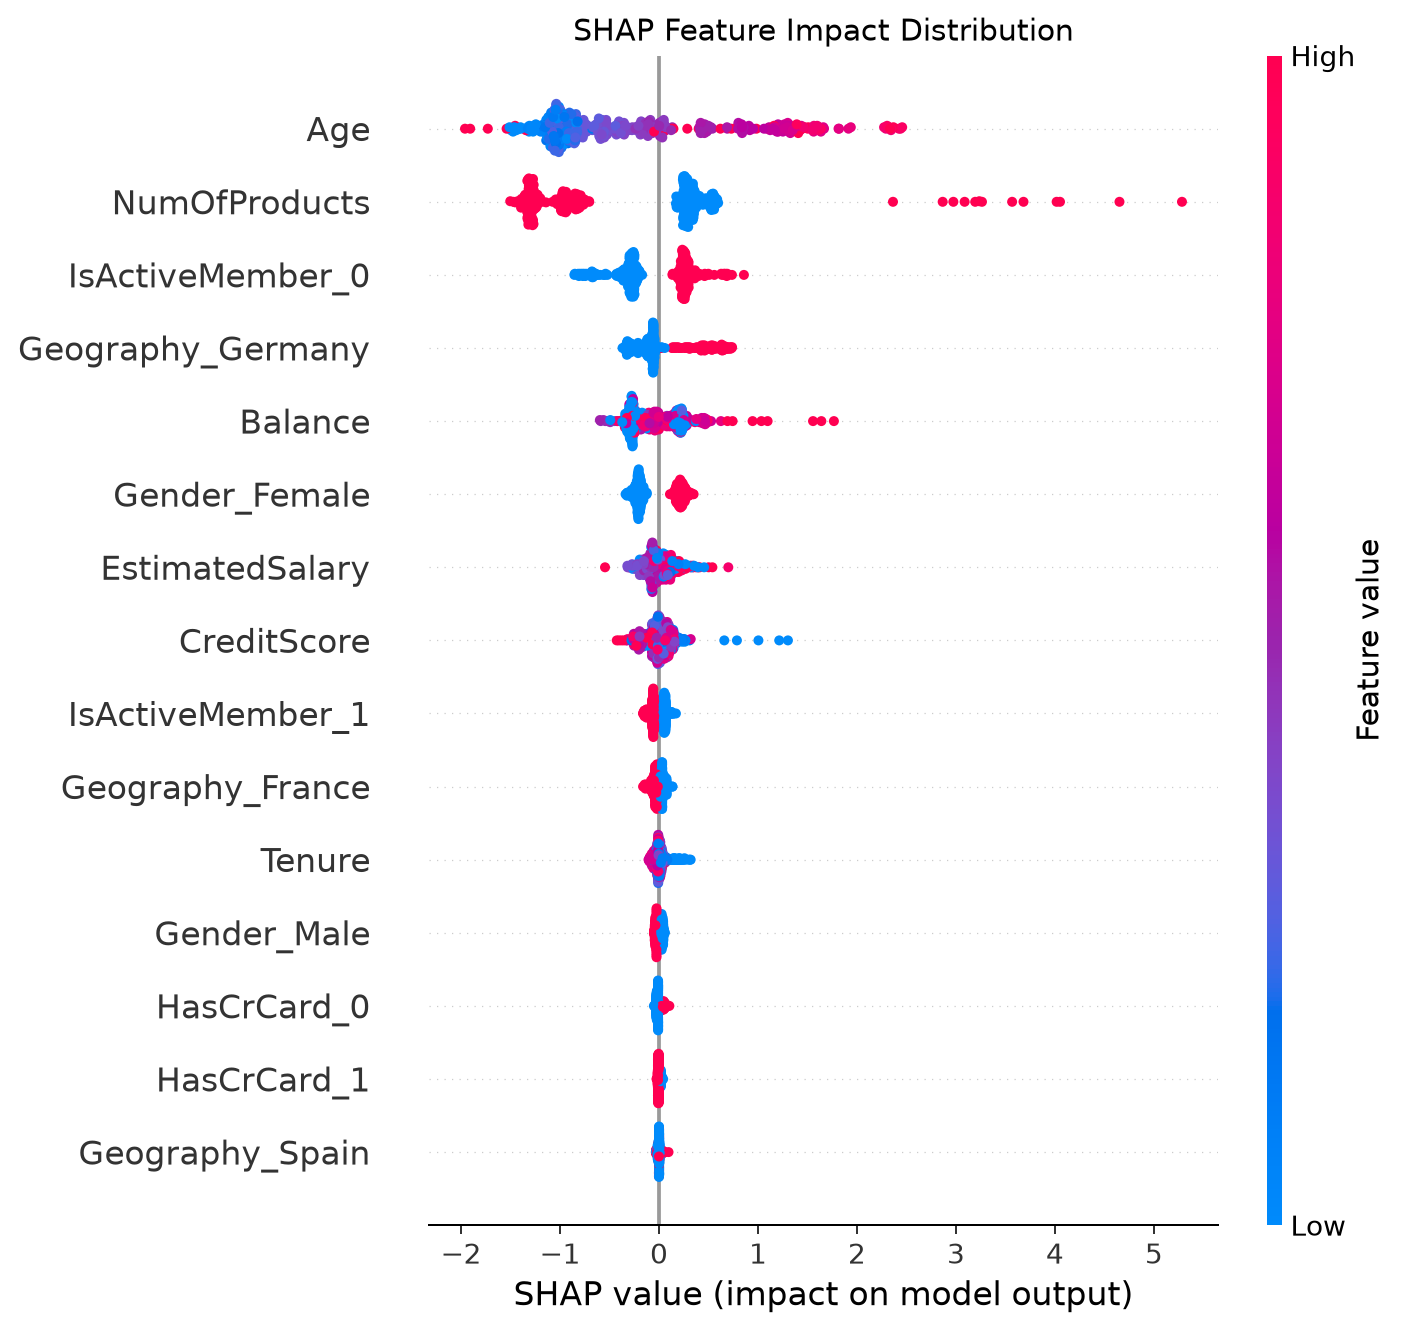 SHAP Feature Impact Distribution
High
Age
NumOfProducts
IsActiveMember_0
Geography_Germany
Balance
Gender_Female
EstimatedSalary
CreditScore
IsActiveMember_1
Geography_France
Tenure
Gender_Male
HasCrCard_0
HasCrCard_1
Geography_Spain
Feature value
Low
−2 −1 0 1 2 3 4 5
SHAP value (impact on model output)